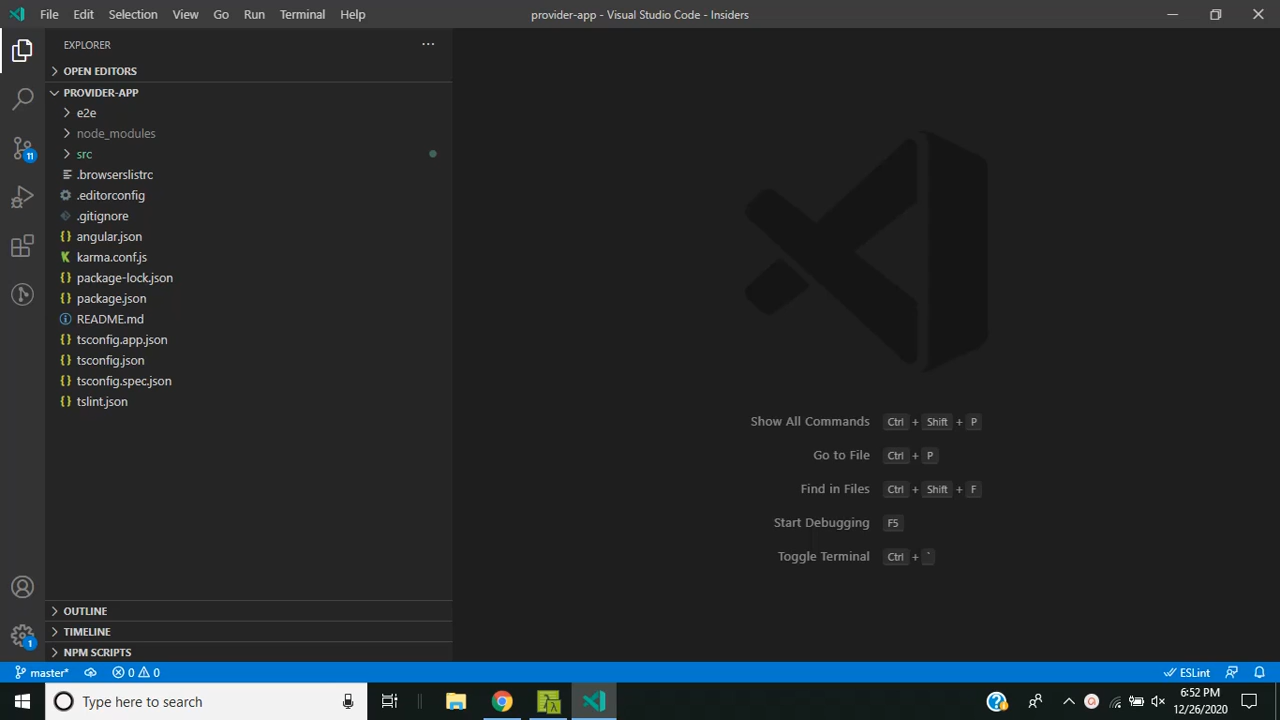 File Edit Selection View Go Run Terminal Help provider-app - Visual Studio Code - Insiders
EXPLORER
OPEN EDITORS
PROVIDER-APP
e2e
node_modules
src
.browserslistrc
.editorconfig
.gitignore
angular.json
karma.conf.js
package-lock.json
package.json
README.md
tsconfig.app.json
tsconfig.json
tsconfig.spec.json
tslint.json
11
Show All Commands Ctrl + Shift + P
Go to File Ctrl + P
Find in Files Ctrl + Shift + F
Start Debugging F5
Toggle Terminal Ctrl + `
OUTLINE
TIMELINE
NPM SCRIPTS
1
master* 0 0 ESLint
Type here to search
6:52 PM
12/26/2020